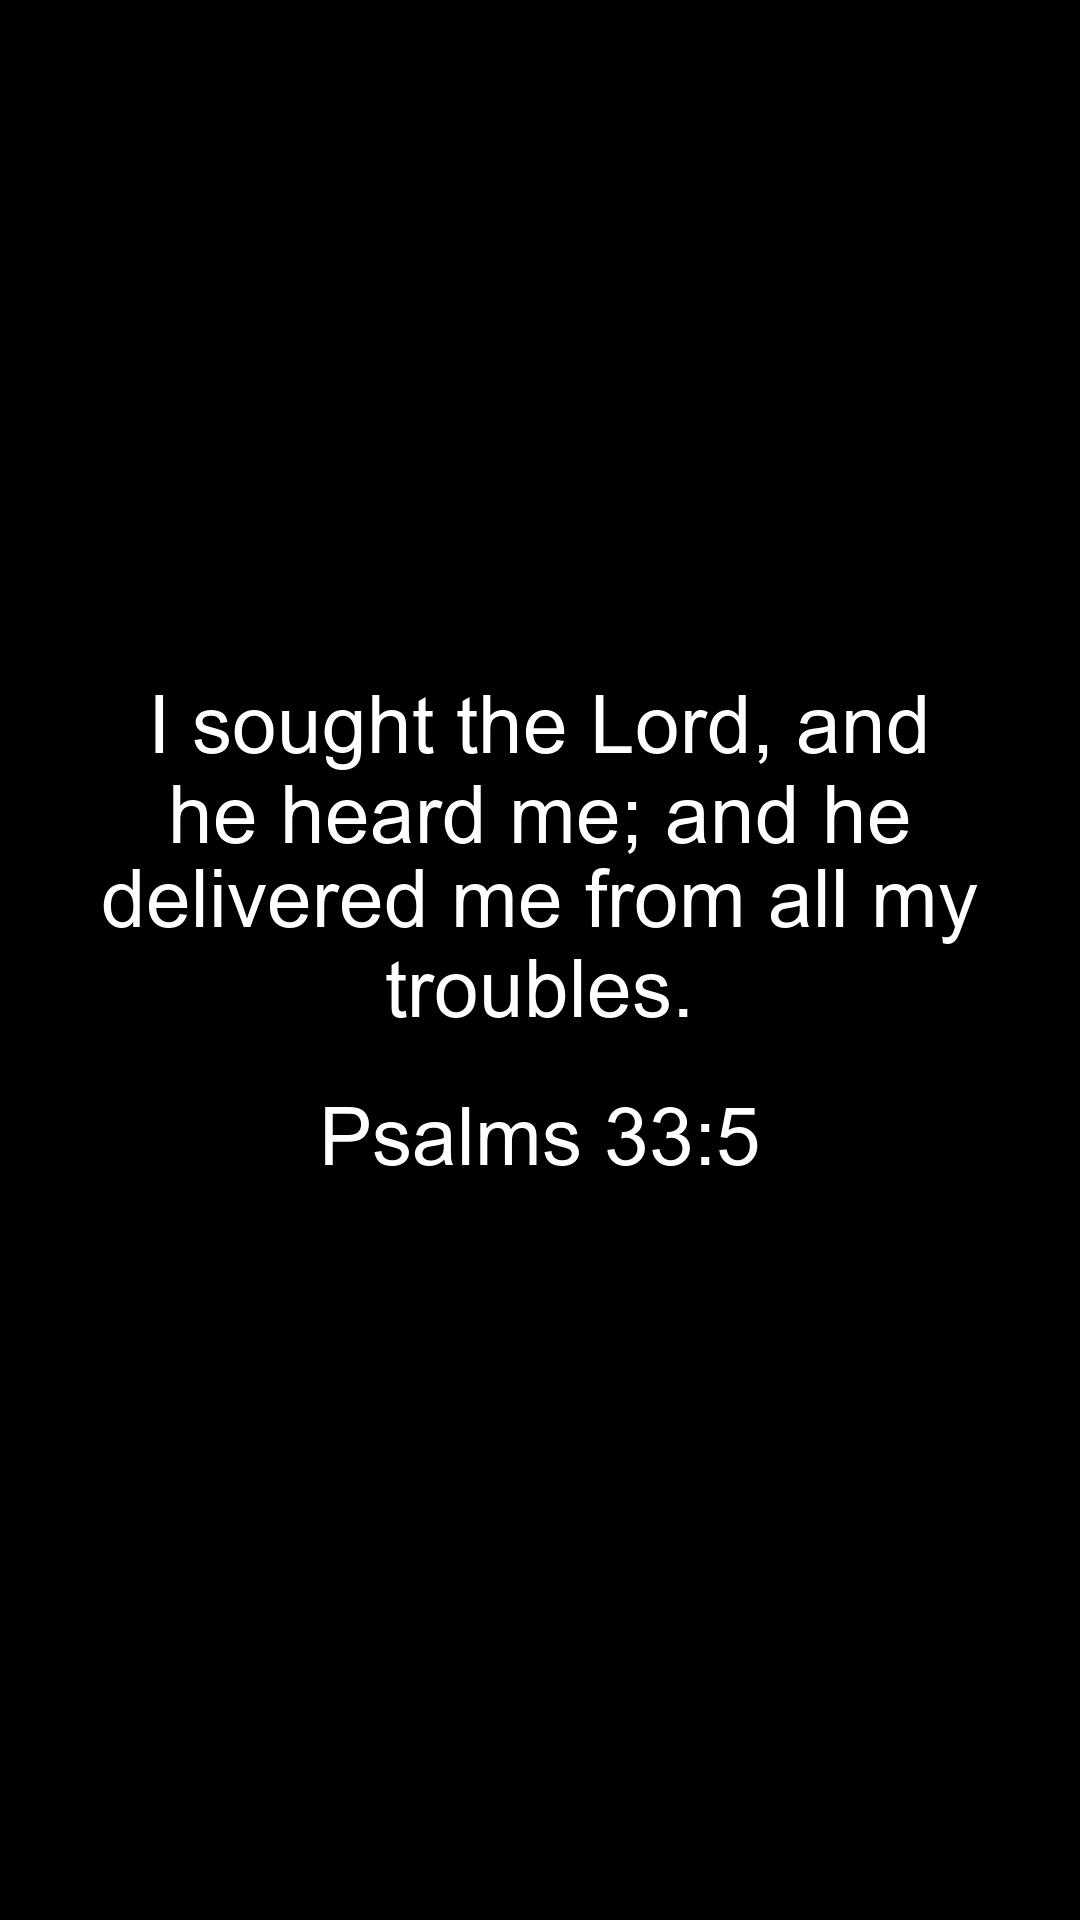 I sought the Lord, and
he heard me; and he
delivered me from all my
troubles.
Psalms 33:5